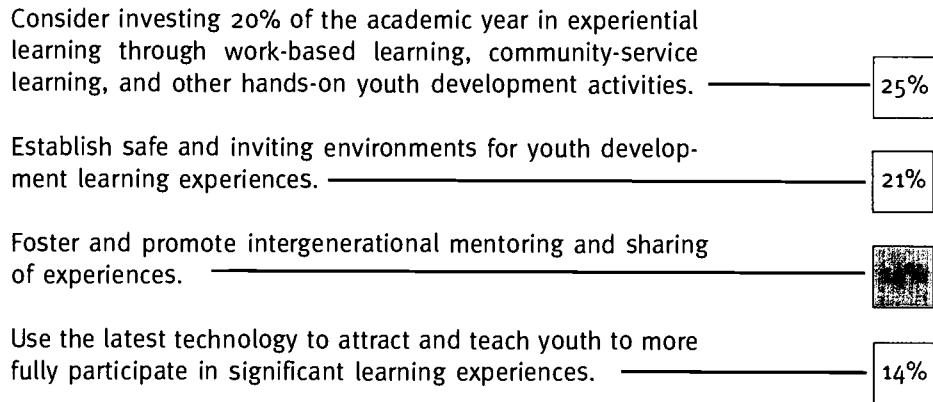 Consider investing 20% of the academic year in experiential
learning through work-based learning, community-service
learning, and other hands-on youth development activities. 25%
Establish safe and inviting environments for youth develop-
ment learning experiences. 21%
Foster and promote intergenerational mentoring and sharing
of experiences.
Use the latest technology to attract and teach youth to more
fully participate in significant learning experiences. 14%